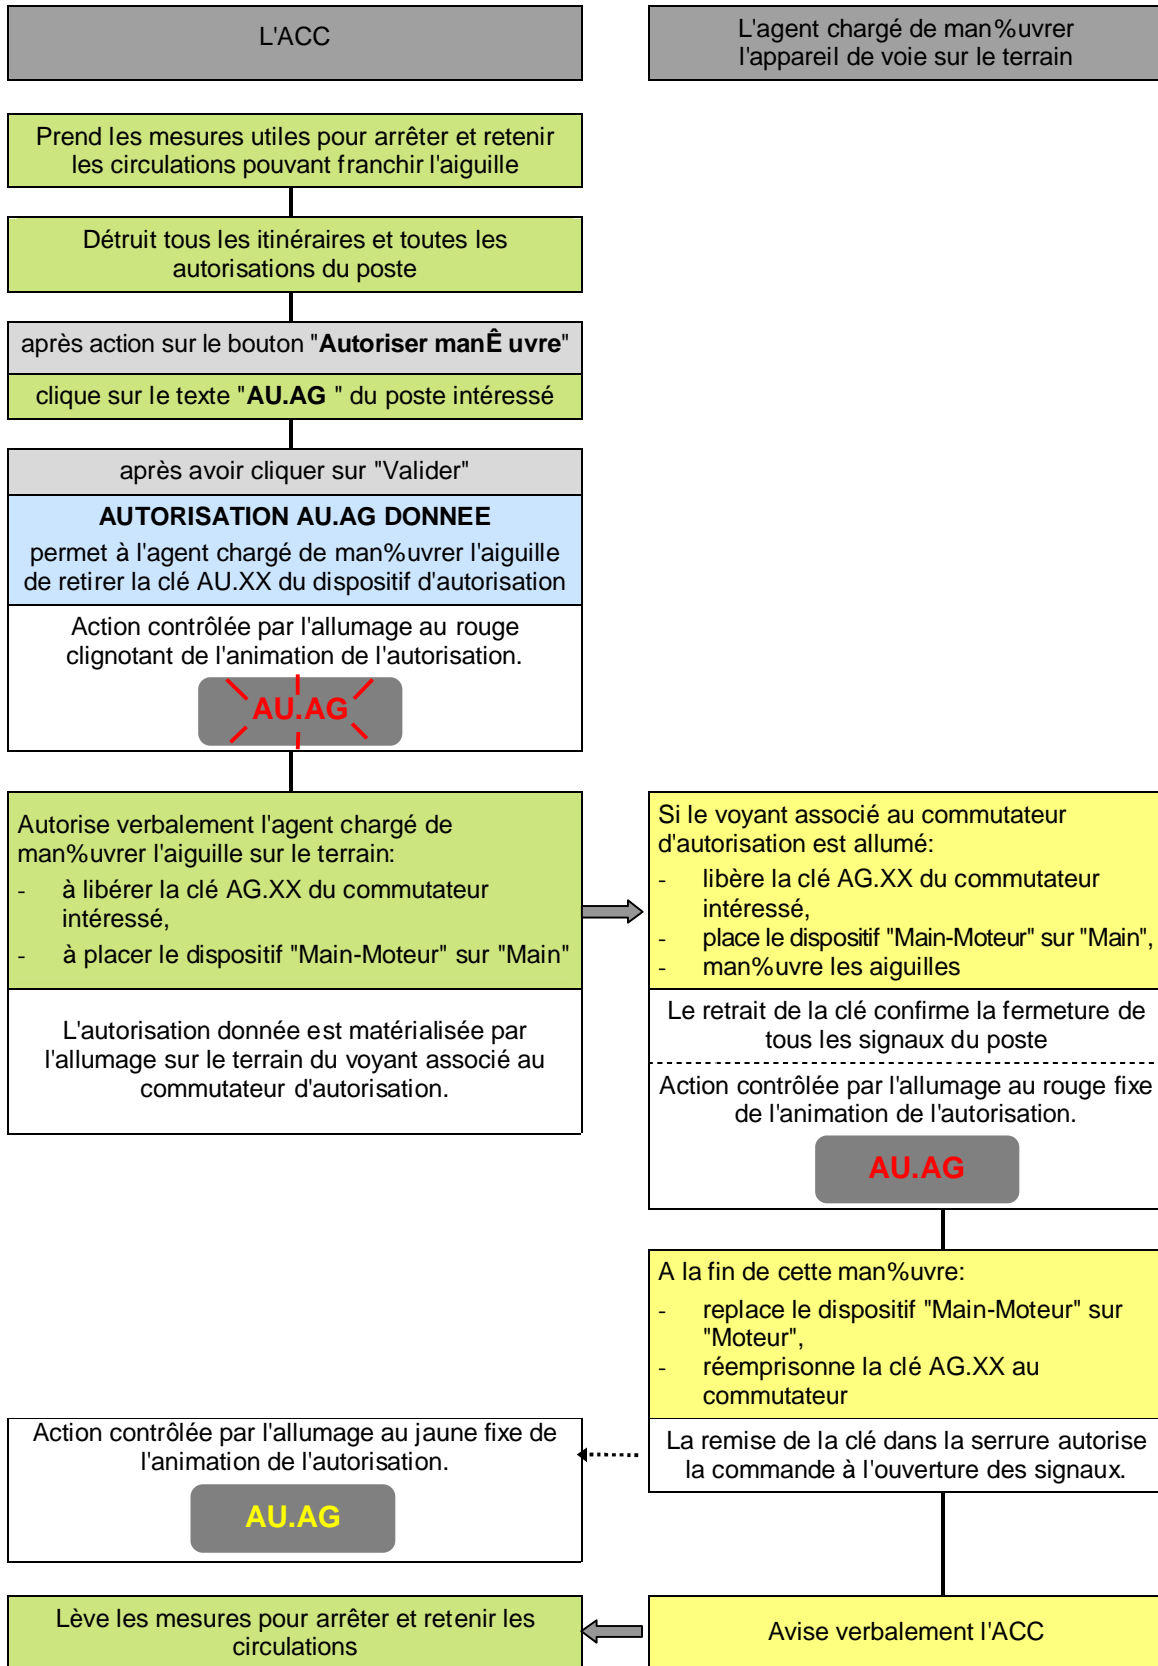 L'ACC
L'agent chargé de man%uvrer
l'appareil de voie sur le terrain
Prend les mesures utiles pour arrêter et retenir
les circulations pouvant franchir l'aiguille
Détruit tous les itinéraires et toutes les
autorisations du poste
après action sur le bouton "Autoriser manÊ uvre"
clique sur le texte "AU.AG " du poste intéressé
après avoir cliquer sur "Valider"
AUTORISATION AU.AG DONNEE
permet à l'agent chargé de man%uvrer l'aiguille
de retirer la clé AU.XX du dispositif d'autorisation
Action contrôlée par l'allumage au rouge
clignotant de l'animation de l'autorisation.
AU.AG
Autorise verbalement l'agent chargé de
man%uvrer l'aiguille sur le terrain:
- à libérer la clé AG.XX du commutateur
intéressé,
- à placer le dispositif "Main-Moteur" sur "Main"
L'autorisation donnée est matérialisée par
l'allumage sur le terrain du voyant associé au
commutateur d'autorisation.
Si le voyant associé au commutateur
d'autorisation est allumé:
- libère la clé AG.XX du commutateur
intéressé,
- place le dispositif "Main-Moteur" sur "Main",
- man%uvre les aiguilles
Le retrait de la clé confirme la fermeture de
tous les signaux du poste
Action contrôlée par l'allumage au rouge fixe
de l'animation de l'autorisation.
AU.AG
A la fin de cette man%uvre:
- replace le dispositif "Main-Moteur" sur
"Moteur",
- réemprisonne la clé AG.XX au
commutateur
La remise de la clé dans la serrure autorise
la commande à l'ouverture des signaux.
Action contrôlée par l'allumage au jaune fixe de
l'animation de l'autorisation.
AU.AG
Avise verbalement l'ACC
Lève les mesures pour arrêter et retenir les
circulations